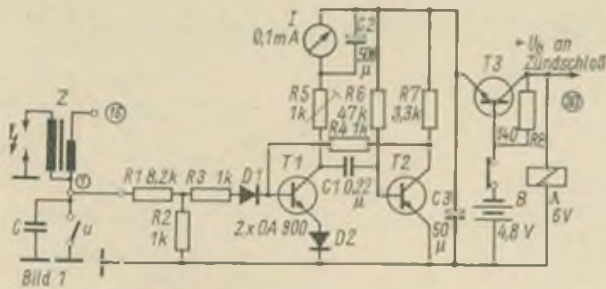 I
0,1mA
C2
50
μ
+ UB an
Zündschloß
T3
30
Z
15
1
R5
1k
R6
47k
R7
3,3k
R4 1k
R1 8,2k
R3 1k
D1
T1
C1 0,22
μ
T2
C3
50
μ
540
R8
B
4,8 V
A
6V
C
u
R2
1k
2x OA 900
D2
Bild 1